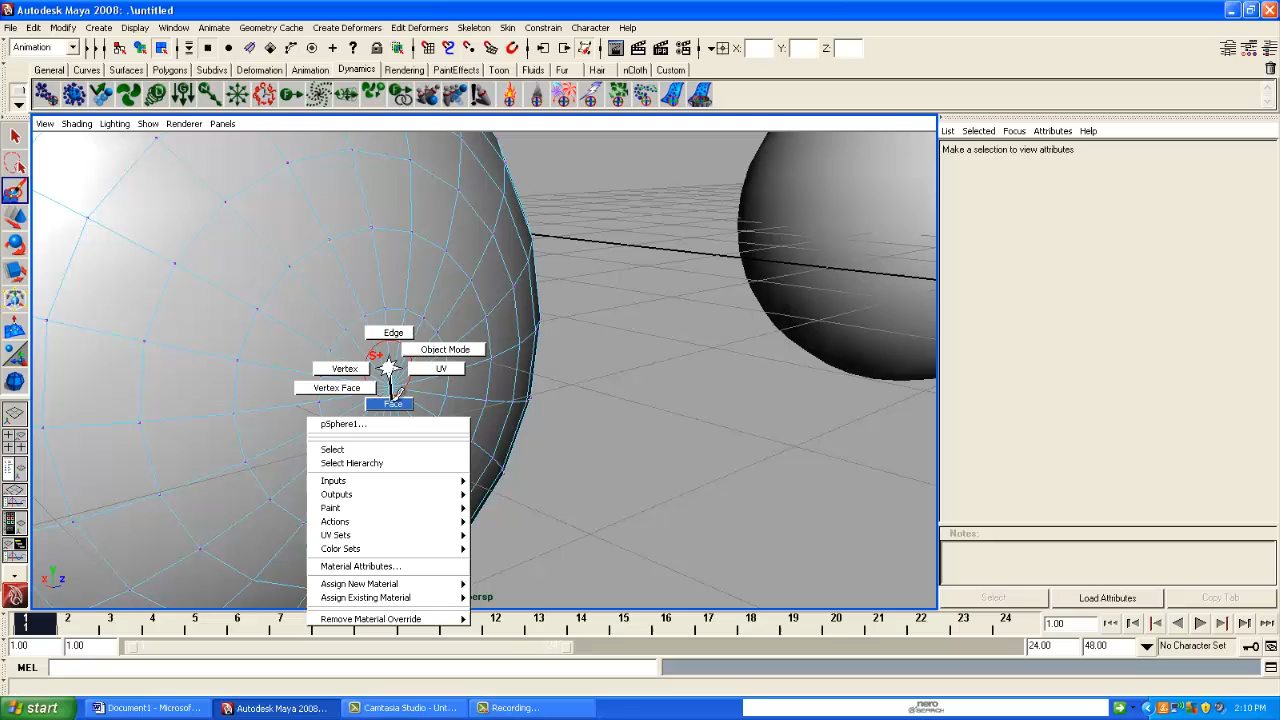 Autodesk Maya 2008: .\untitled
File Edit Modify Create Display Window Animate Geometry Cache Edit Deformers Create Deformers Skeleton Skin Constrain Character Help
Animation X: Y: Z:
General Curves Surfaces Polygons Subdivs Deformation Animation Dynamics Rendering PaintEffects Toon Fluids Fur Hair nCloth Custom
View Shading Lighting Show Renderer Panels
List Selected Focus Attributes Help
Make a selection to view attributes
Edge
S+
Object Mode
Vertex UV
Vertex Face
Face
pSphere1...
Select
Select Hierarchy
Inputs
Outputs
Paint
Actions
UV Sets
Color Sets
Material Attributes...
Assign New Material
Assign Existing Material
Remove Material Override
Y
X Z
persp
Notes:
Select Load Attributes Copy Tab
1 2 3 4 5 6 7 8 12 13 14 15 16 17 18 19 20 21 22 23 24 1.00
1
1.00 1.00 24.00 48.00 No Character Set
MEL
start Document1 - Microsof... Autodesk Maya 2008:... Camtasia Studio - Unt... Recording... nero SEARCH 2:10 PM